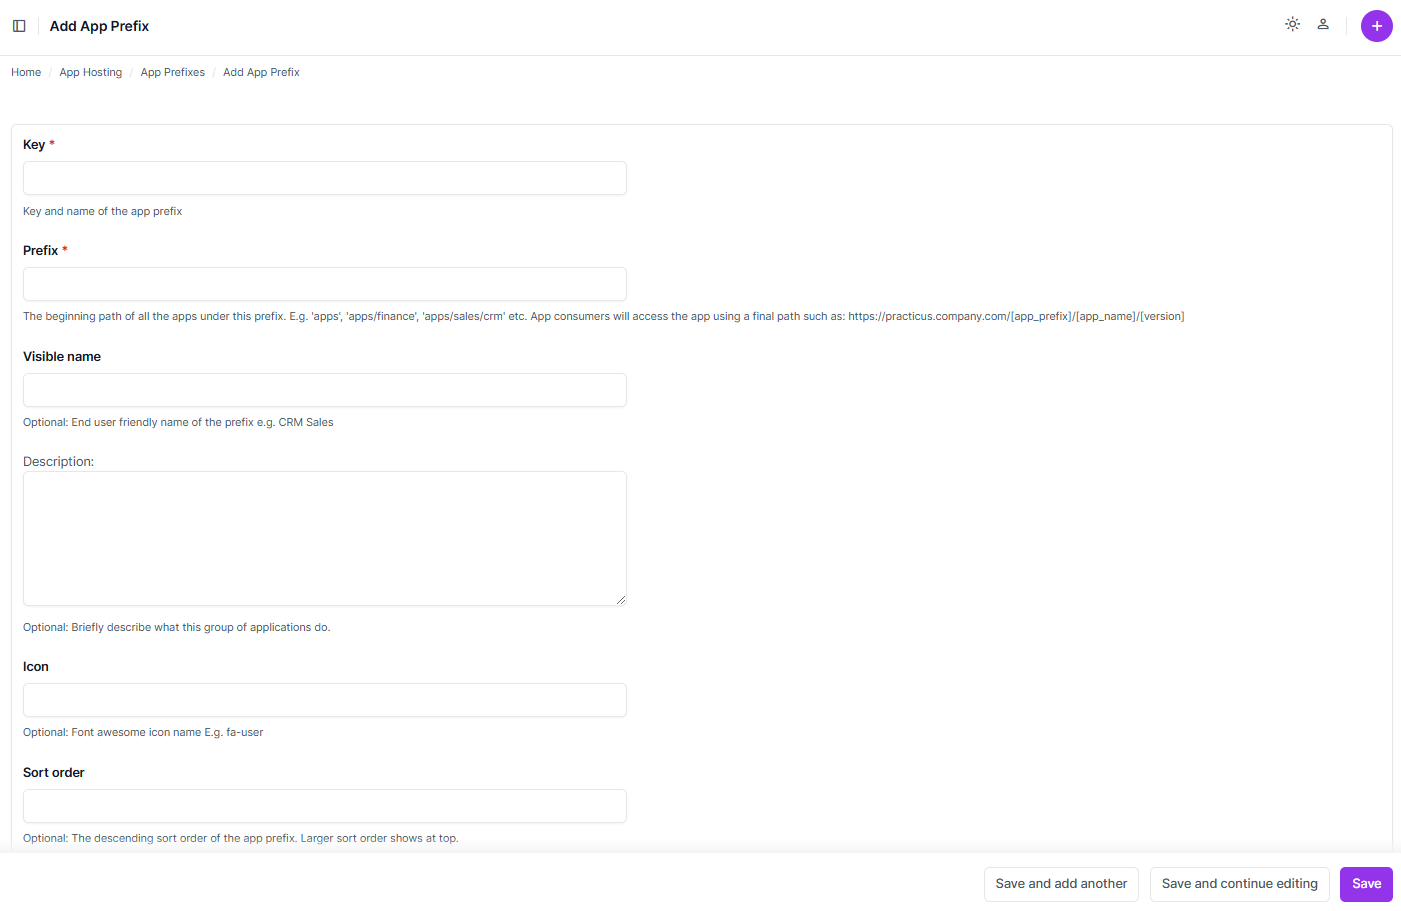 Add App Prefix
Home / App Hosting / App Prefixes / Add App Prefix
Key *
Key and name of the app prefix
Prefix *
The beginning path of all the apps under this prefix. E.g. 'apps', 'apps/finance', 'apps/sales/crm' etc. App consumers will access the app using a final path such as: https://practicus.company.com/[app_prefix]/[app_name]/[version]
Visible name
Optional: End user friendly name of the prefix e.g. CRM Sales
Description:
Optional: Briefly describe what this group of applications do.
Icon
Optional: Font awesome icon name E.g. fa-user
Sort order
Optional: The descending sort order of the app prefix. Larger sort order shows at top.
Save and add another
Save and continue editing
Save